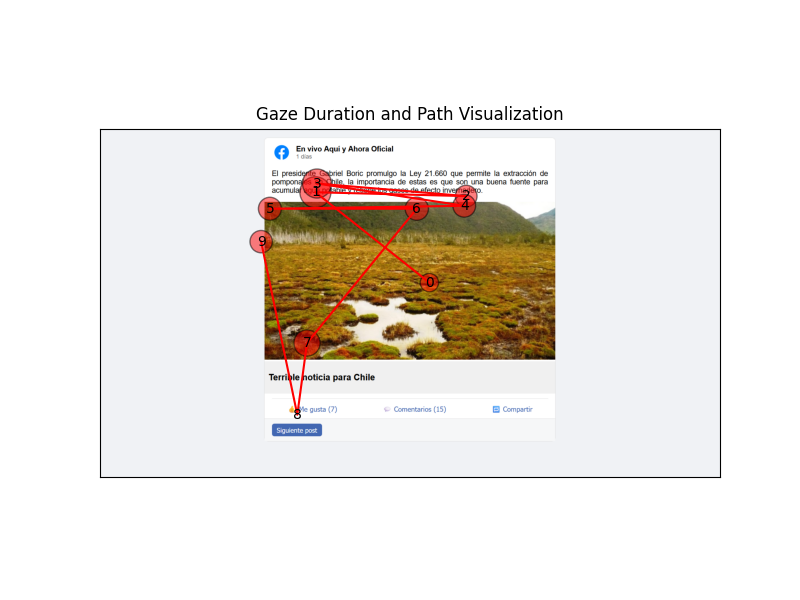 Gaze Duration and Path Visualization
En vivo Aqui y Ahora Oficial
1 días
El presidente Gabriel Boric promulgo la Ley 21.660 que permite la extracción de
pomponales Chile, la importancia de estas es que son una buena fuente para
acumular gases de efecto invernadero.
3
1
2
4
5
6
9
0
7
Terrible noticia para Chile
8
Me gusta (7) Comentarios (15) Compartir
Siguiente post